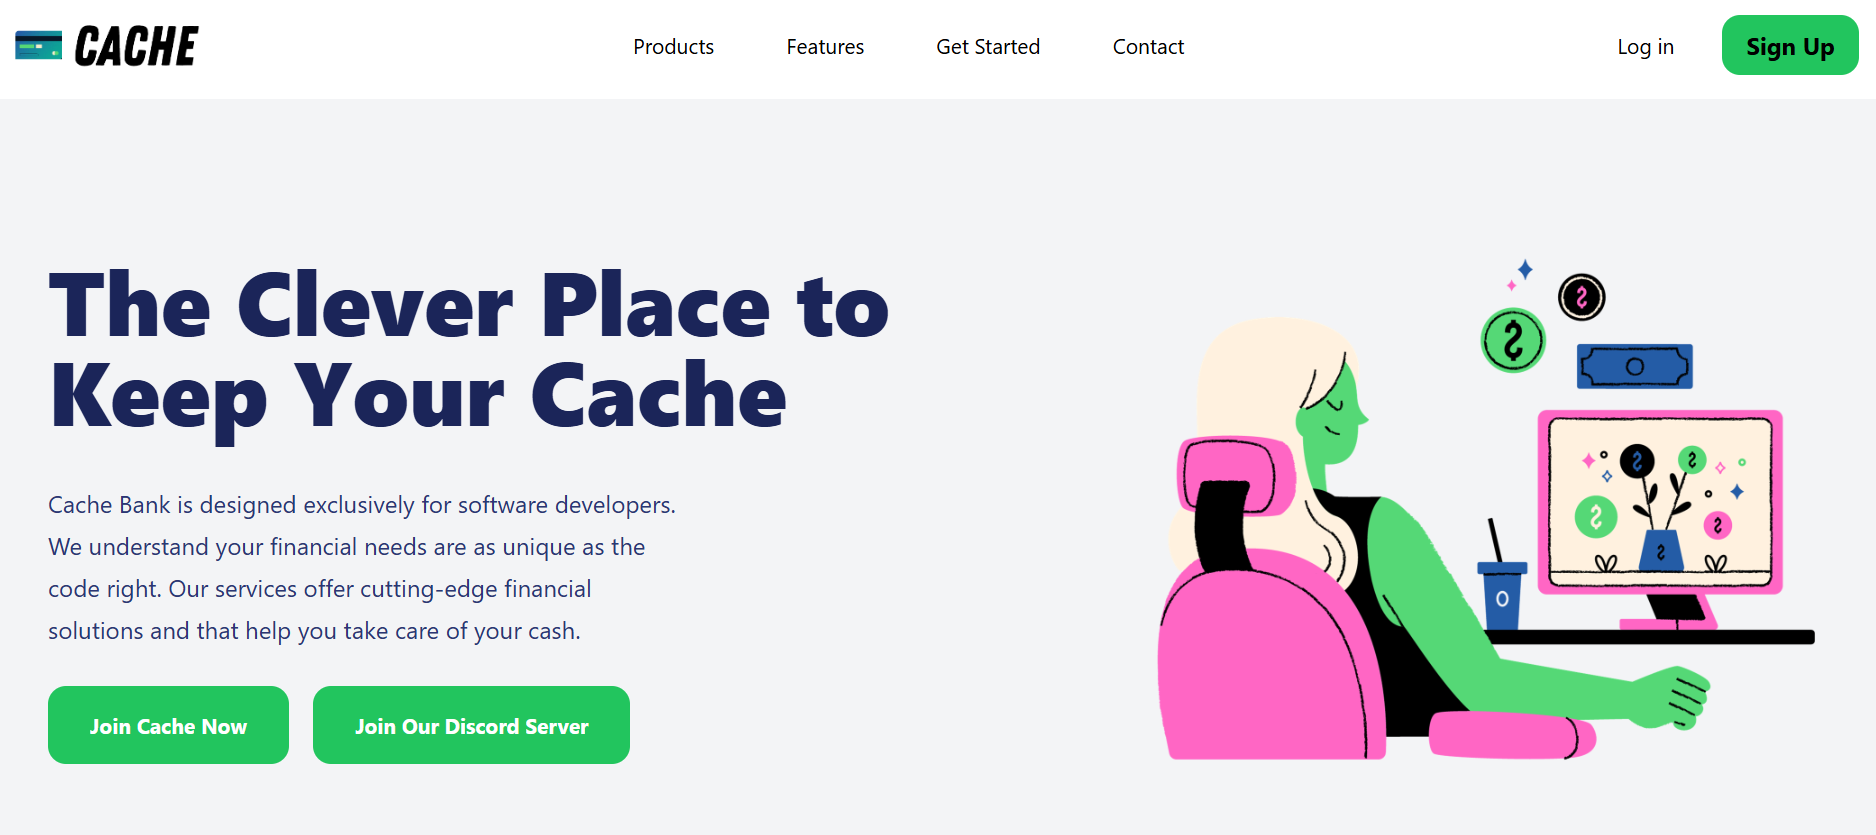 CACHE
Products
Features
Get Started
Contact
Log in
Sign Up
The Clever Place to
Keep Your Cache
Cache Bank is designed exclusively for software developers.
We understand your financial needs are as unique as the
code right. Our services offer cutting-edge financial
solutions and that help you take care of your cash.
Join Cache Now
Join Our Discord Server